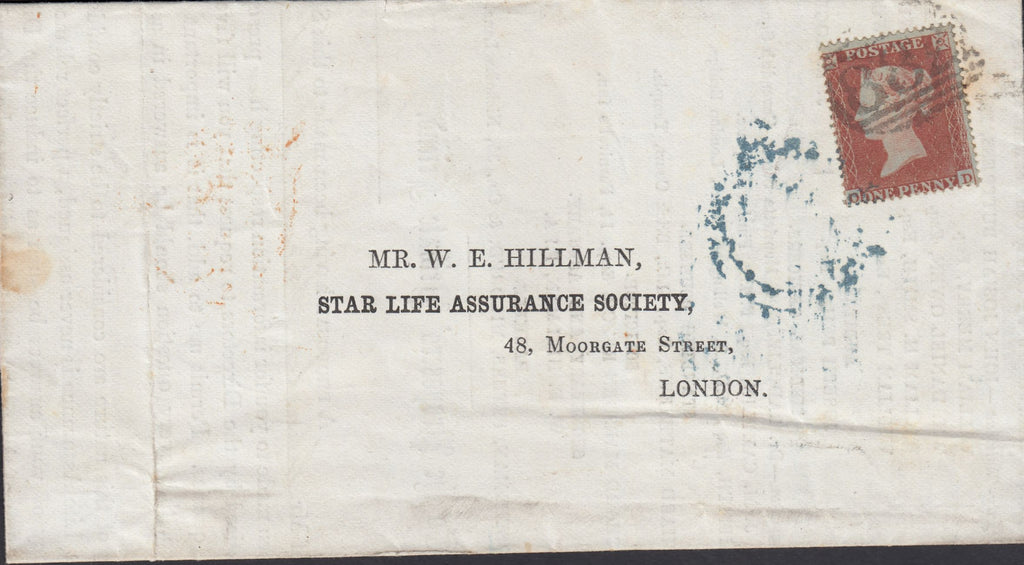 POSTAGE
ONE PENNY D
MR. W. E. HILLMAN,
STAR LIFE ASSURANCE SOCIETY,
48, MOORGATE STREET,
LONDON.